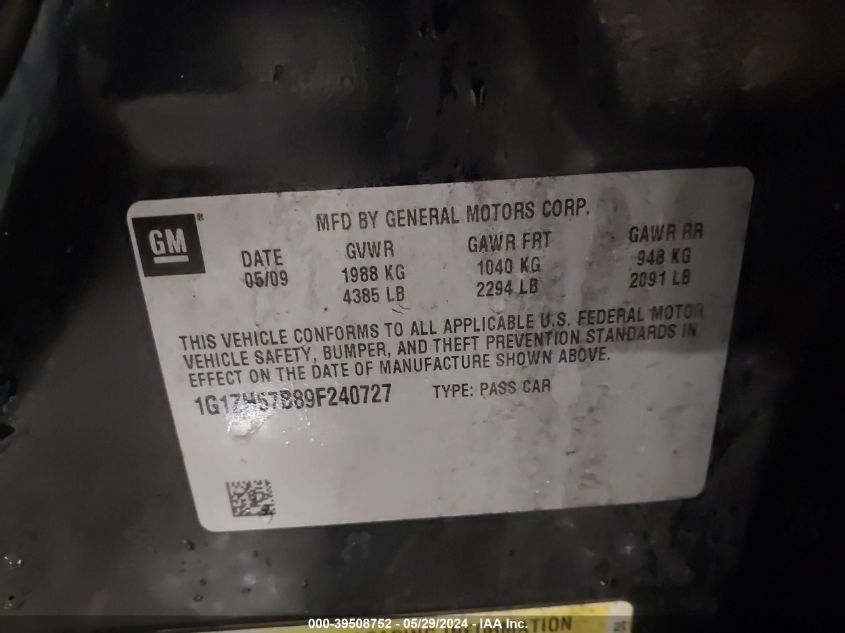 GM ®
MFD BY GENERAL MOTORS CORP.
DATE GVWR GAWR FRT GAWR RR
05/09 1988 KG 1040 KG 948 KG
4385 LB 2294 LB 2091 LB
THIS VEHICLE CONFORMS TO ALL APPLICABLE U.S. FEDERAL MOTOR
VEHICLE SAFETY, BUMPER, AND THEFT PREVENTION STANDARDS IN
EFFECT ON THE DATE OF MANUFACTURE SHOWN ABOVE.
1G1ZH57B89F240727 TYPE: PASS CAR
INFORMATION
000-39508752 - 05/29/2024 - IAA Inc.